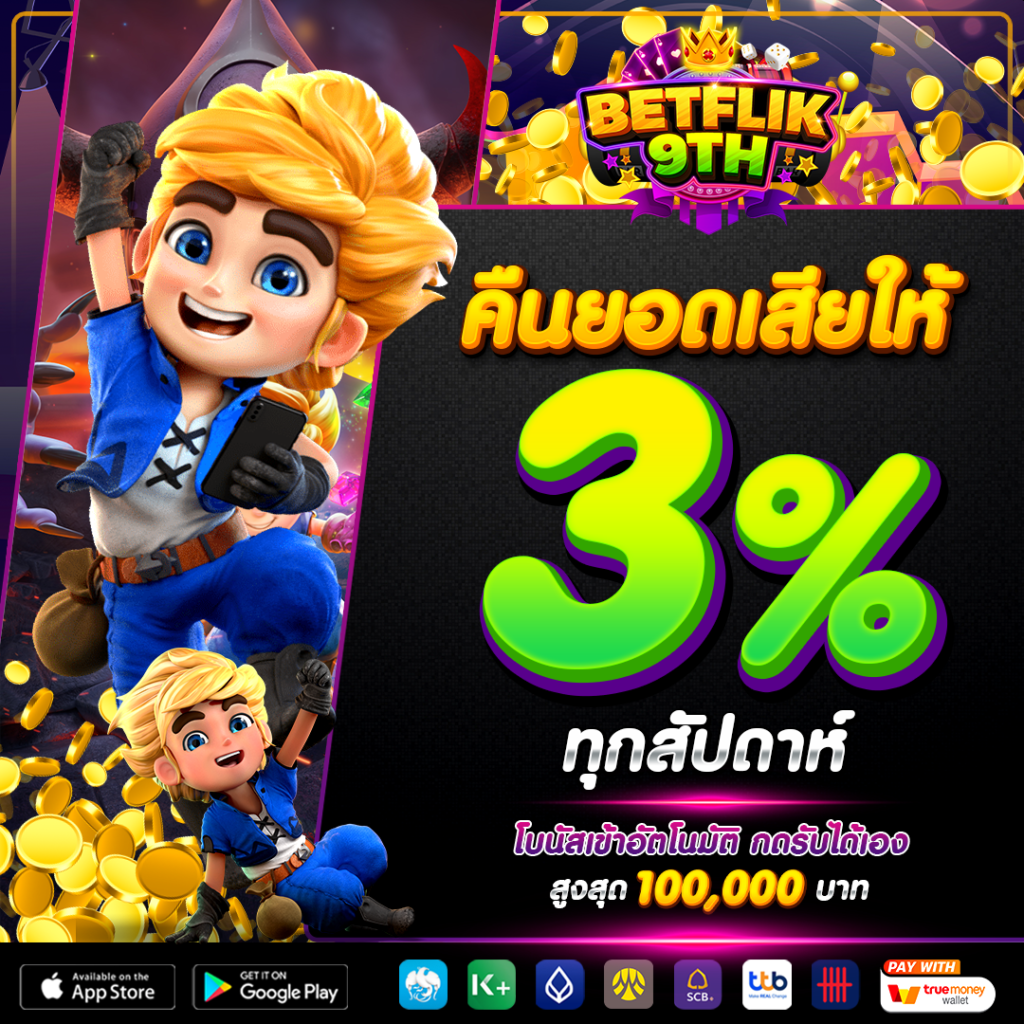 BETFLIK
9TH
คืนยอดเสียให้
3%
ทุกสัปดาห์
โบนัสเข้าอัตโนมัติ กดรับได้เอง
สูงสุด 100,000 บาท
Available on the
App Store
GET IT ON
Google Play
K+
SCB+
ttb
Make REAL Change
PAY WITH
truemoney
wallet